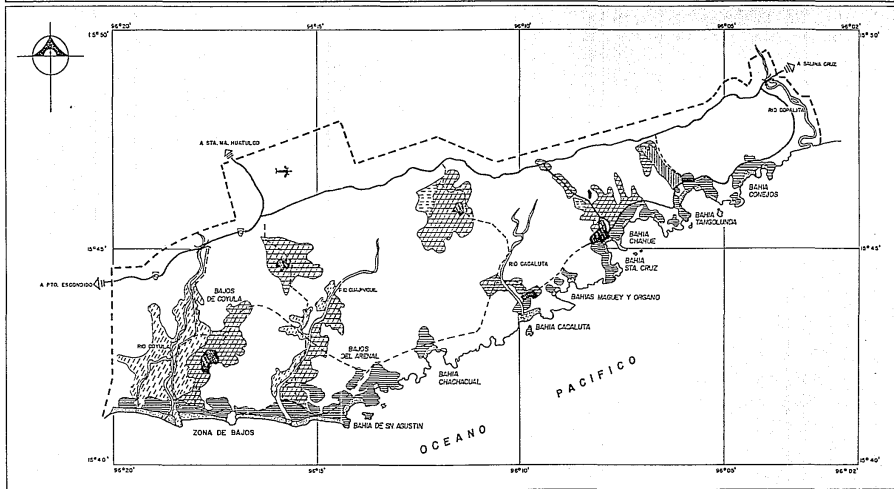 96°20'
96°15'
96°10'
96°05'
96°02'
15°50'
15°50'
A SALINA CRUZ
RIO COPALUTA
A STA. MA. HUATULCO
BAHIA
CONEJOS
BAHIA
TANGOLUNDA
BAHIA
CHAHUE
BAHIA
STA. CRUZ
15°45'
15°45'
RIO CACALUTA
A PTO. ESCONDIDO
BAJOS
DE COYULA
BAHIAS MAGUEY Y ORGANO
BAHIA CACALUTA
RIO COYULA
BAJOS
DEL ARENAL
BAHIA
CHACHACUAL
OCEANO PACIFICO
ZONA DE BAJOS
BAHIA DE SN. AGUSTIN
15°40'
15°40'
96°20'
96°15'
96°10'
96°05'
96°02'